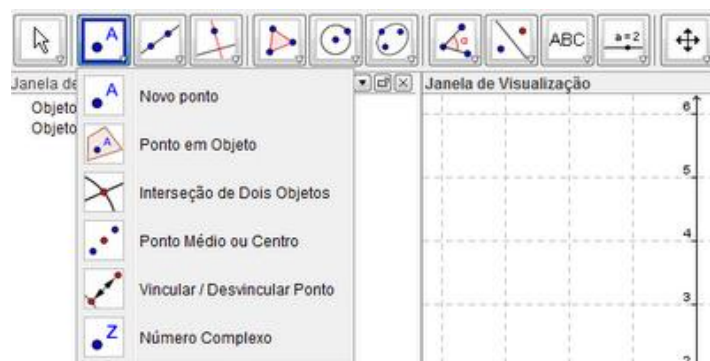 A
α
ABC
a=2
Janela de
Janela de Visualização
Objeto
Objeto
A
Novo ponto
A
Ponto em Objeto
Interseção de Dois Objetos
Ponto Médio ou Centro
Vincular / Desvincular Ponto
Z
Número Complexo
6
5
4
3
2